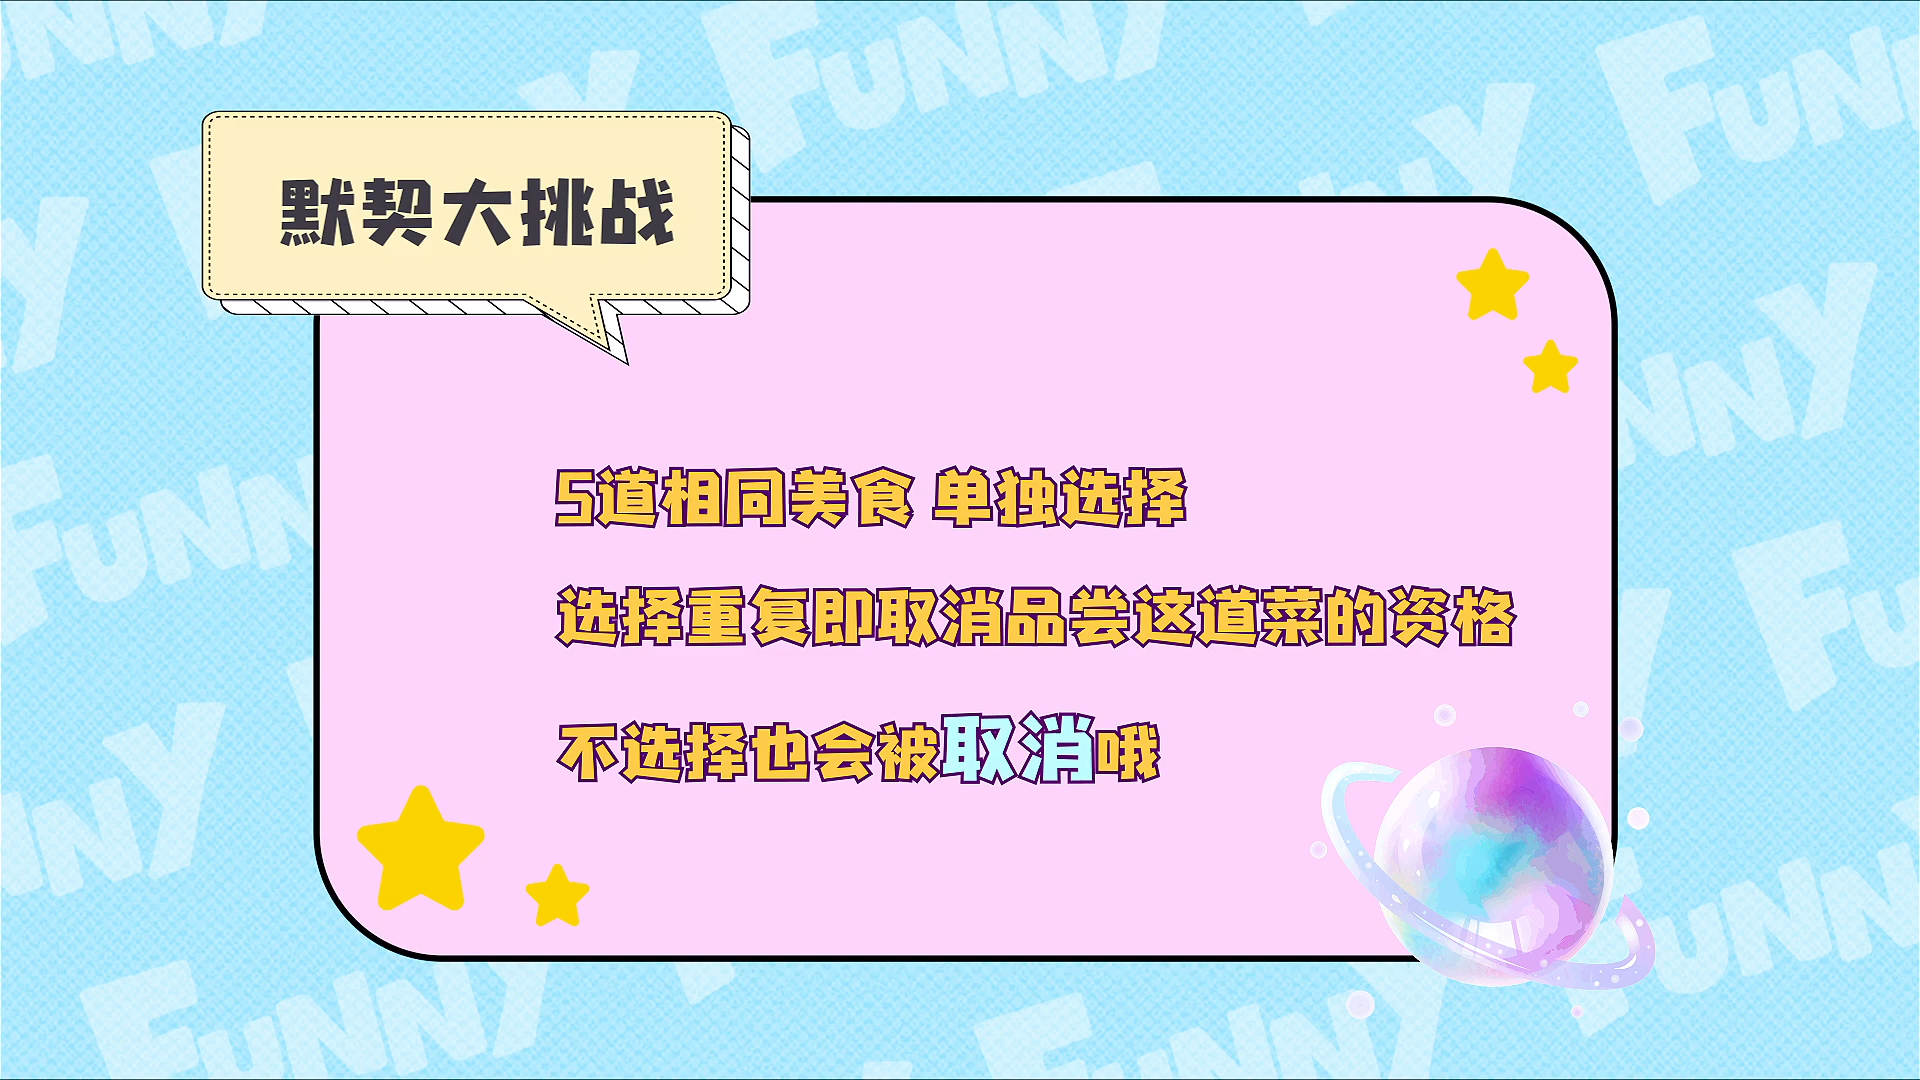 默契大挑战
5道相同美食 单独选择
选择重复即取消品尝这道菜的资格
不选择也会被取消哦
FUNNY